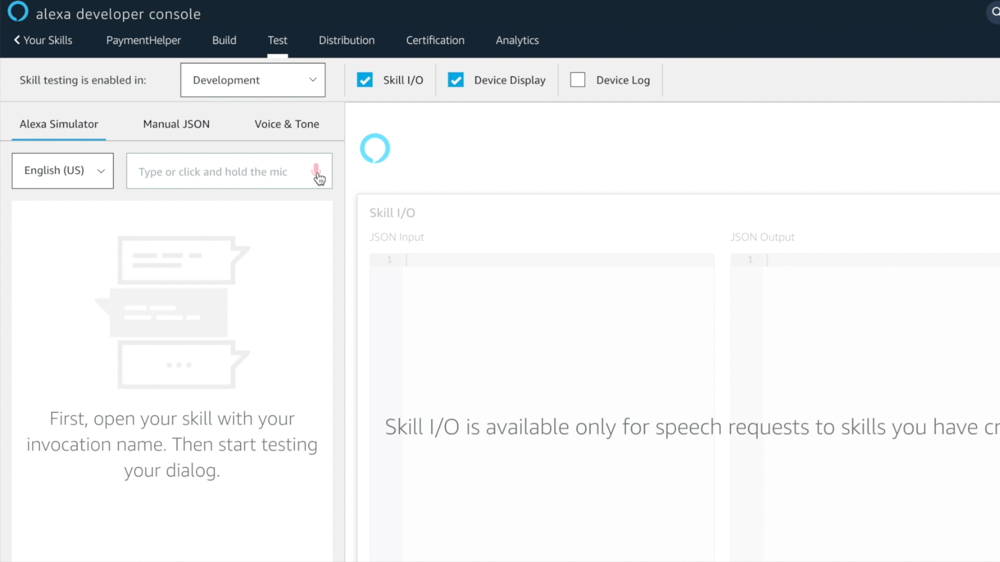 alexa developer console
Your Skills PaymentHelper Build Test Distribution Certification Analytics
Skill testing is enabled in: Development Skill I/O Device Display Device Log
Alexa Simulator Manual JSON Voice & Tone
English (US) Type or click and hold the mic
Skill I/O
JSON Input JSON Output
1 1
First, open your skill with your
invocation name. Then start testing
your dialog.
Skill I/O is available only for speech requests to skills you have